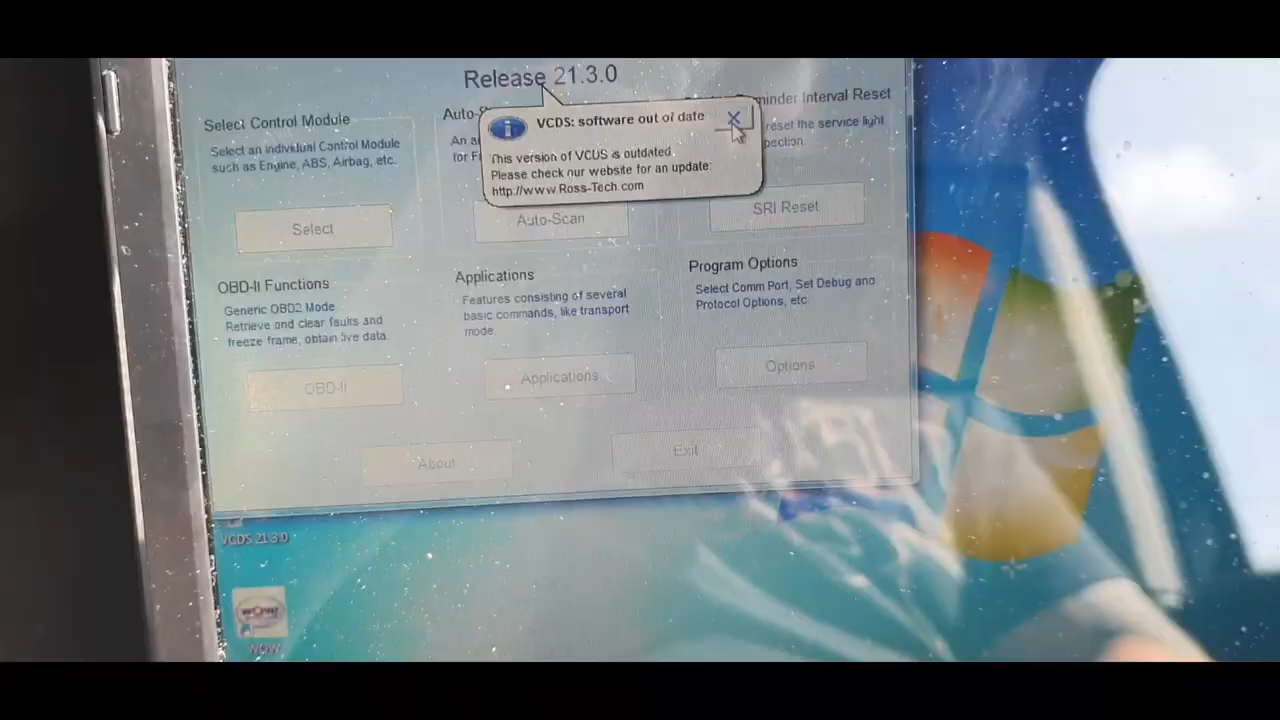 Release 21.3.0
Select Control Module
Select an Individual Control Module
such as Engine, ABS, Airbag, etc.
Select
VCDS: software out of date
This version of VCDS is outdated.
Please check our website for an update:
http://www.Ross-Tech.com
Auto-Scan
Interval Reset
reset the service light
SRI Reset
OBD-II Functions
Generic OBD2 Mode
Retrieve and clear faults and
freeze frame, obtain live data.
OBD-II
Applications
Features consisting of several
basic commands, like transport
mode.
Applications
Program Options
Select Comm Port, Set Debug and
Protocol Options, etc
Options
About
Exit
VCDS 21.3.0
WOW!
WOW